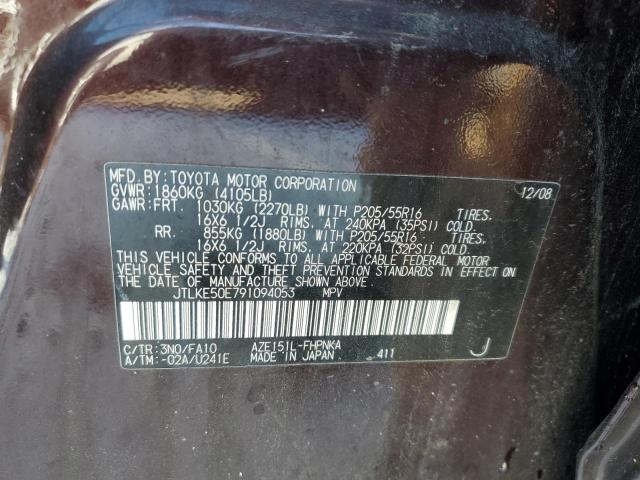 MFD. BY: TOYOTA MOTOR CORPORATION 12/08
GVWR: 1860KG (4105LB)
GAWR: FRT. 1030KG (2270LB) WITH P205/55R16 TIRES.
16X6 1/2J RIMS, AT 240KPA (35PSI) COLD.
RR. 855KG (1880LB) WITH P205/55R16 TIRES.
16X6 1/2J RIMS, AT 220KPA (32PSI) COLD.
THIS VEHICLE CONFORMS TO ALL APPLICABLE FEDERAL MOTOR
VEHICLE SAFETY AND THEFT PREVENTION STANDARDS IN EFFECT ON
THE DATE OF MANUFACTURE SHOWN ABOVE.
JTLKE50E791094053 MPV
C/TR: 3N0/FA10 AZE151L-FHPNKA
A/TM: -02A/U241E MADE IN JAPAN 411 J